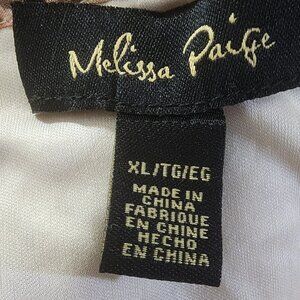 Melissa Paige
XL/TG/EG
MADE IN
CHINA
FABRIQUE
EN CHINE
HECHO
EN CHINA